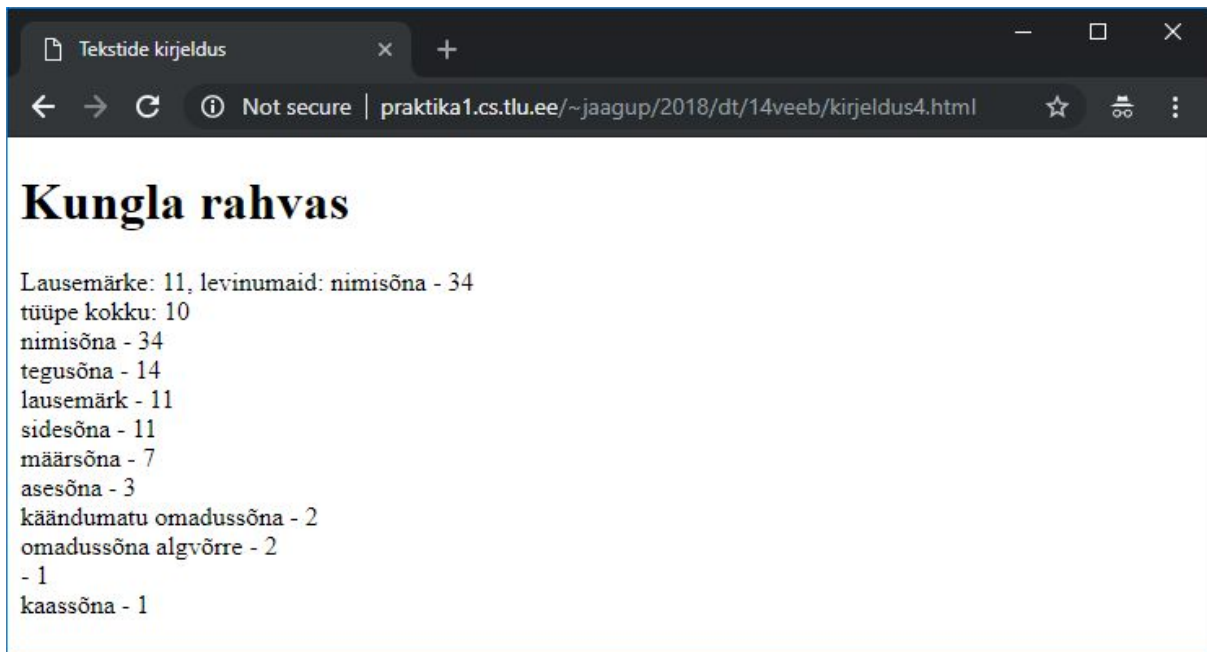 Tekstide kirjeldus
Not secure | praktika1.cs.tlu.ee/~jaagup/2018/dt/14veeb/kirjeldus4.html
Kungla rahvas
Lausemärke: 11, levinumaid: nimisõna - 34
tüüpe kokku: 10
nimisõna - 34
tegusõna - 14
lausemärk - 11
sidesõna - 11
määrsõna - 7
asesõna - 3
käändumatu omadussõna - 2
omadussõna algvõrre - 2
- 1
kaassõna - 1